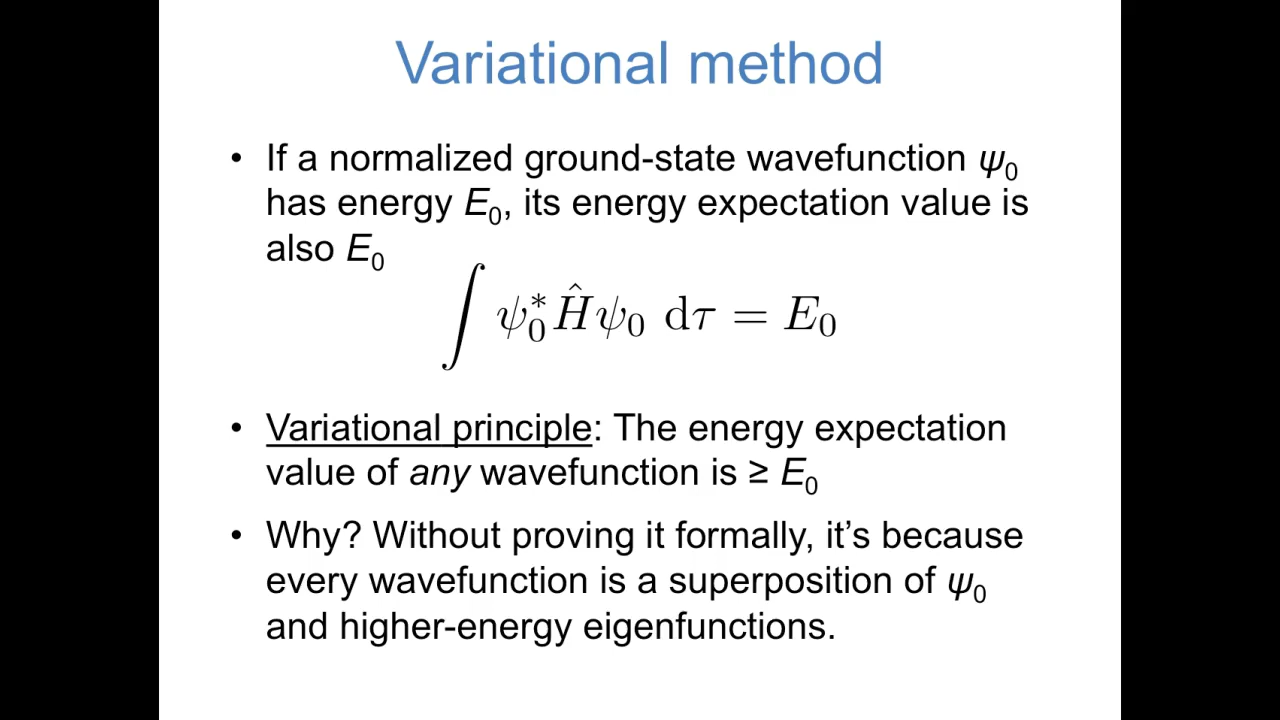 Variational method
• If a normalized ground-state wavefunction ψ₀
has energy E₀, its energy expectation value is
also E₀
∫ ψ₀* Ĥψ₀ dτ = E₀
• Variational principle: The energy expectation
value of any wavefunction is ≥ E₀
• Why? Without proving it formally, it’s because
every wavefunction is a superposition of ψ₀
and higher-energy eigenfunctions.